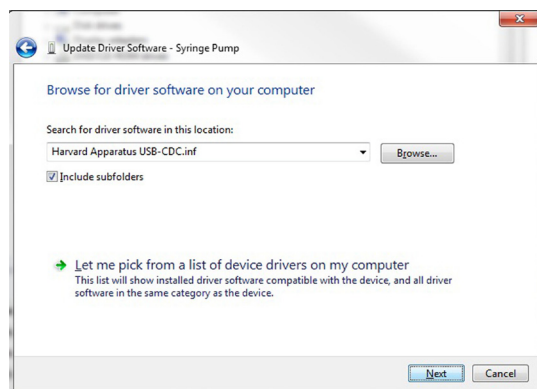 Update Driver Software - Syringe Pump
Browse for driver software on your computer
Search for driver software in this location:
Harvard Apparatus USB-CDC.inf
Browse...
Include subfolders
Let me pick from a list of device drivers on my computer
This list will show installed driver software compatible with the device, and all driver
software in the same category as the device.
Next
Cancel